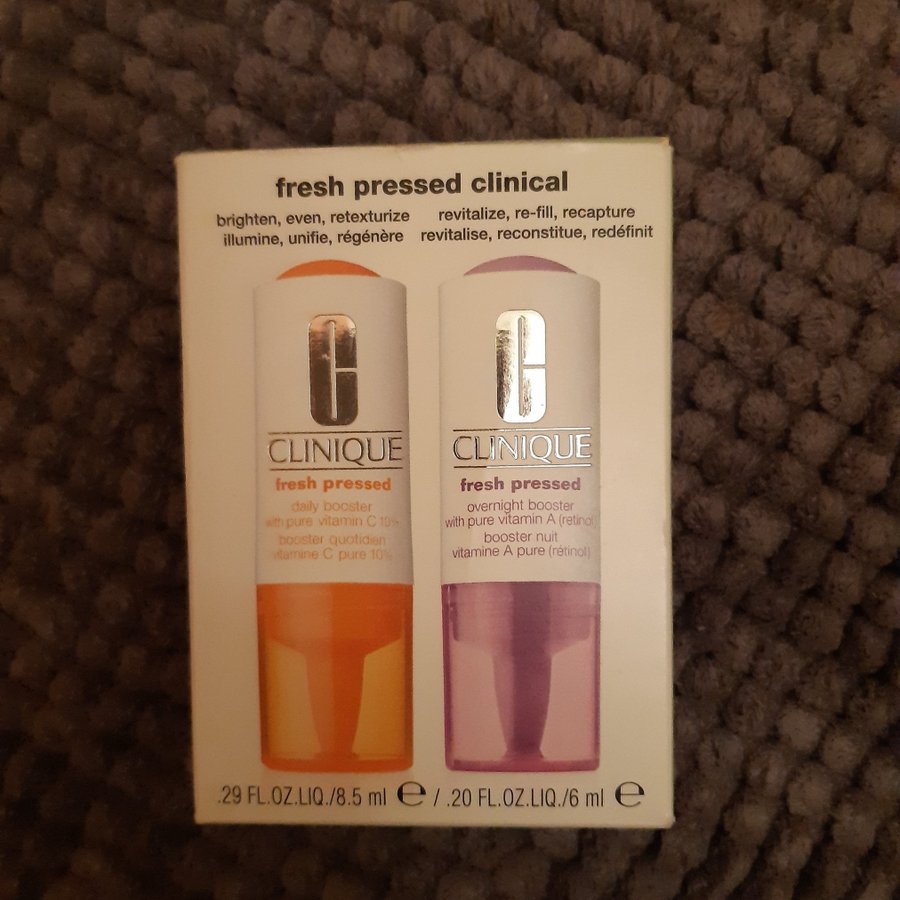 fresh pressed clinical
brighten, even, retexturize
illumine, unifie, régénère
revitalize, re-fill, recapture
revitalise, reconstitue, redéfinit
CLINIQUE
fresh pressed
daily booster
with pure vitamin C 10%
booster quotidien
vitamine C pure 10%
CLINIQUE
fresh pressed
overnight booster
with pure vitamin A (retinol)
booster nuit
vitamine A pure (rétinol)
.29 FL.OZ.LIQ./8.5 ml ℮ / .20 FL.OZ.LIQ./6 ml ℮